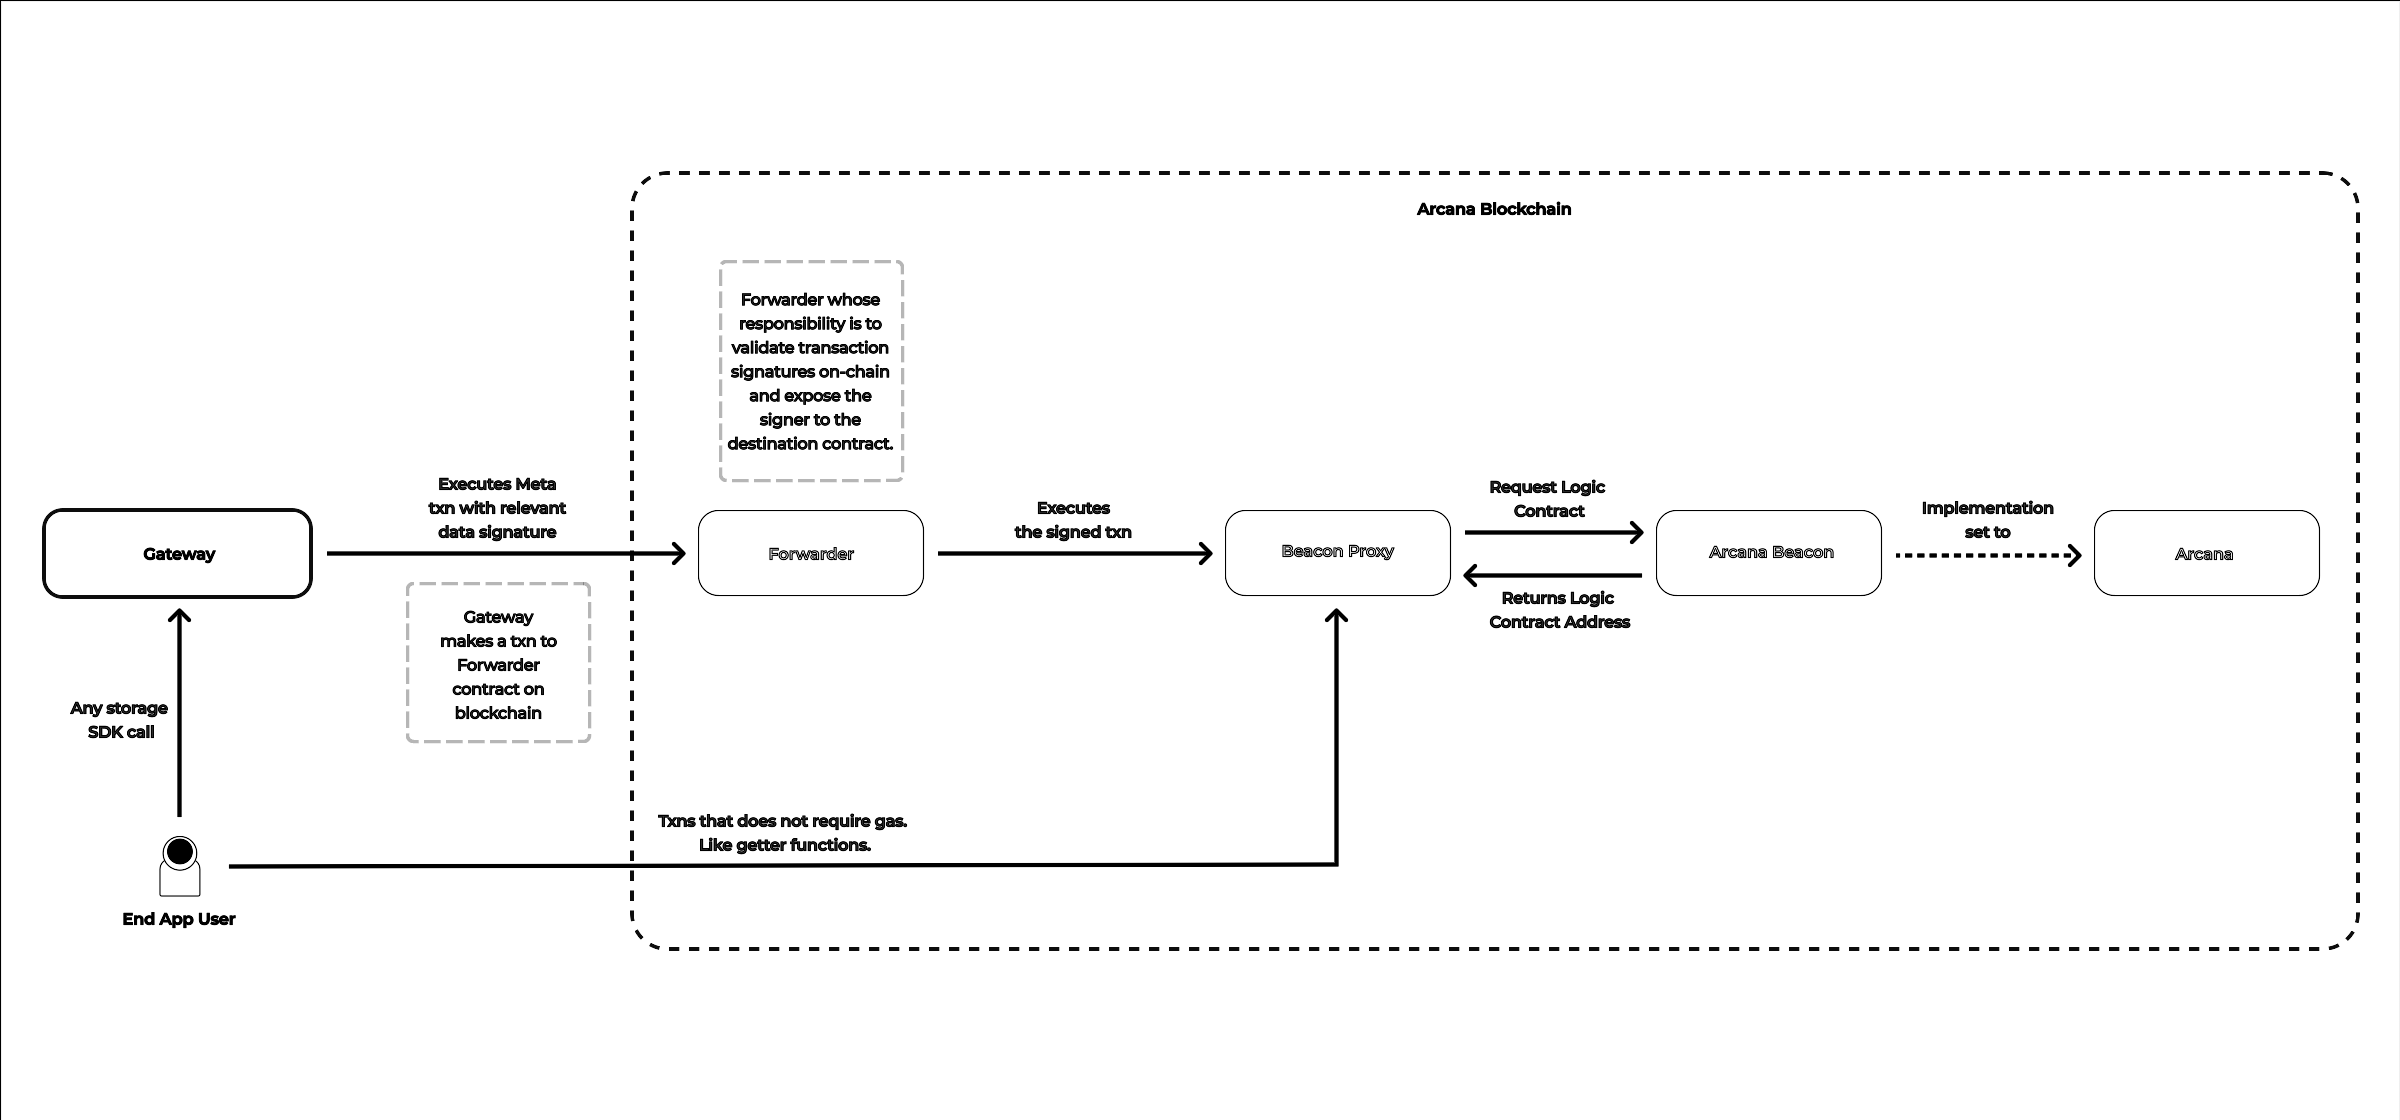 Arcana Blockchain
Forwarder whose
responsibility is to
validate transaction
signatures on-chain
and expose the
signer to the
destination contract.
Executes Meta
txn with relevant
data signature
Executes
the signed txn
Request Logic
Contract
Implementation
set to
Gateway
Forwarder
Beacon Proxy
Arcana Beacon
Arcana
Returns Logic
Contract Address
Gateway
makes a txn to
Forwarder
contract on
blockchain
Any storage
SDK call
Txns that does not require gas.
Like getter functions.
End App User